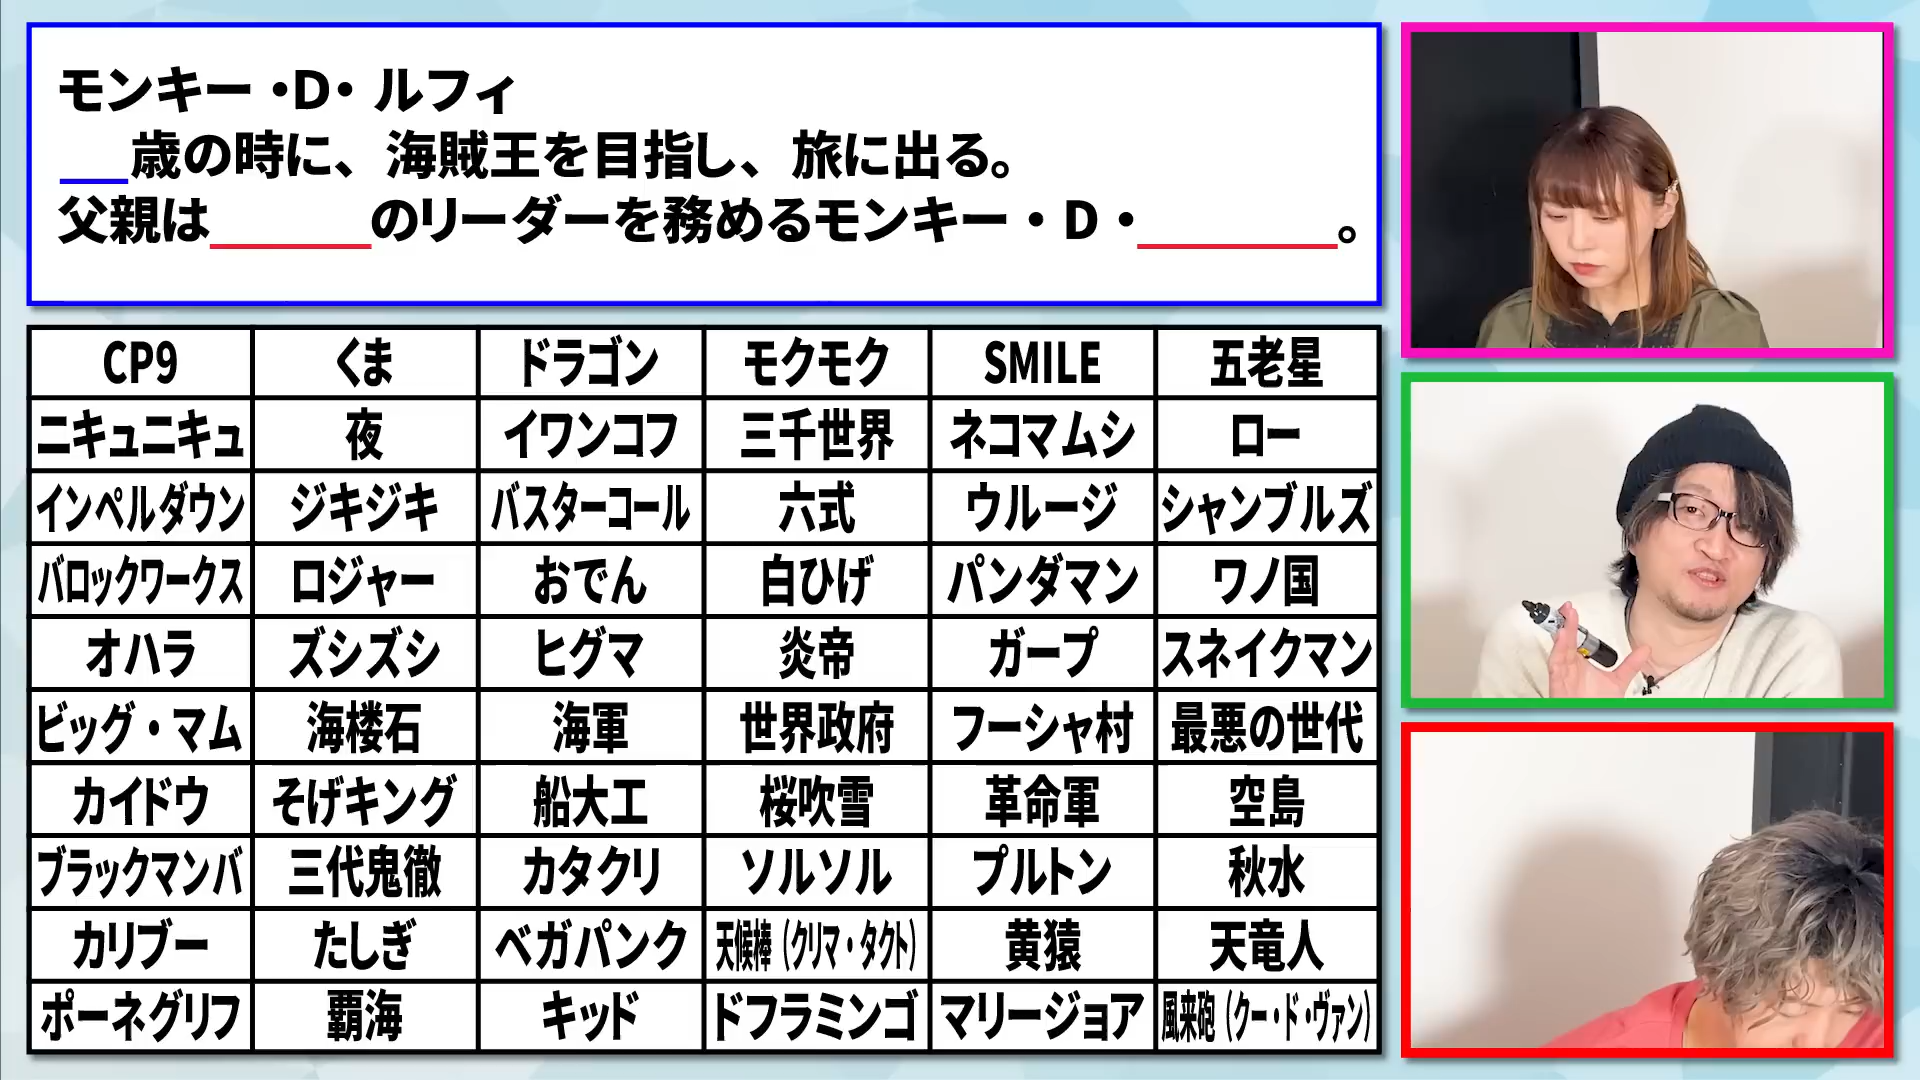 モンキー・D・ルフィ
__歳の時に、海賊王を目指し、旅に出る。
父親は______のリーダーを務めるモンキー・D・______。
CP9 くま ドラゴン モクモク SMILE 五老星
ニキュニキュ 夜 イワンコフ 三千世界 ネコマムシ ロー
インペルダウン ジキジキ バスターコール 六式 ウルージ シャンブルズ
バロックワークス ロジャー おでん 白ひげ パンダマン ワノ国
オハラ ズシズシ ヒグマ 炎帝 ガープ スネイクマン
ビッグ・マム 海楼石 海軍 世界政府 フーシャ村 最悪の世代
カイドウ そげキング 船大工 桜吹雪 革命軍 空島
ブラックマンバ 三代鬼徹 カタクリ ソルソル プルトン 秋水
カリブー たしぎ ベガパンク 天候棒（クリマ・タクト） 黄猿 天竜人
ポーネグリフ 覇海 キッド ドフラミンゴ マリージョア 風来砲（クー・ド・ヴァン）